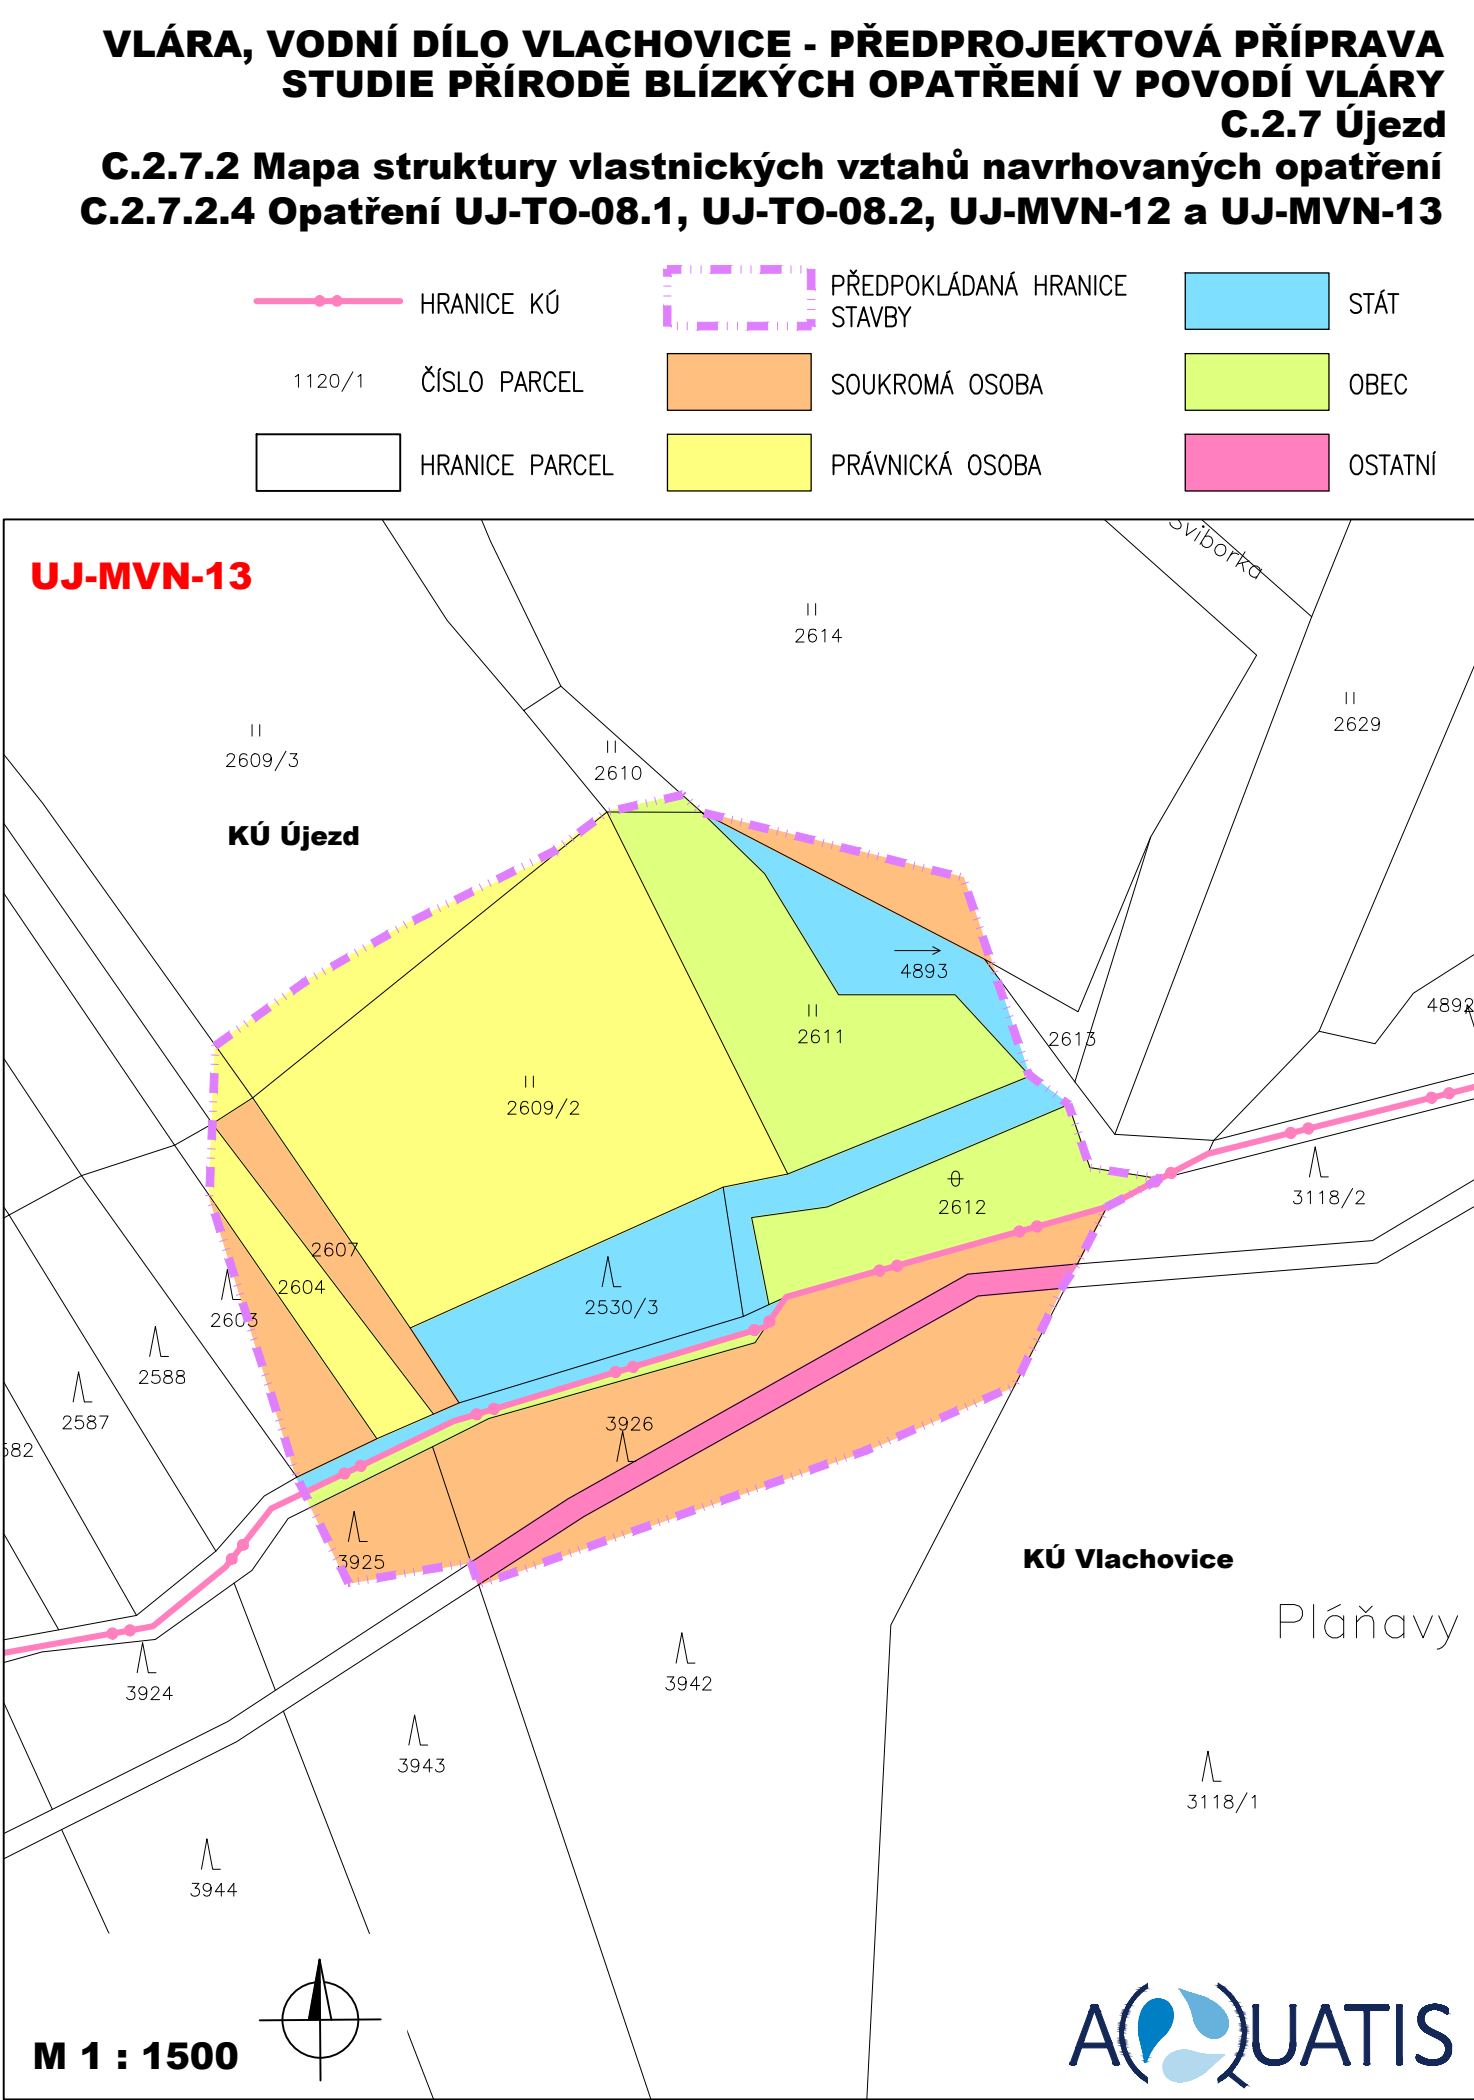 VLÁRA, VODNÍ DÍLO VLACHOVICE - PŘEDPROJEKTOVÁ PŘÍPRAVA
STUDIE PŘÍRODĚ BLÍZKÝCH OPATŘENÍ V POVODÍ VLÁRY
C.2.7 Újezd
C.2.7.2 Mapa struktury vlastnických vztahů navrhovaných opatření
C.2.7.2.4 Opatření UJ-TO-08.1, UJ-TO-08.2, UJ-MVN-12 a UJ-MVN-13
HRANICE KÚ
PŘEDPOKLÁDANÁ HRANICE
STAVBY
STÁT
1120/1
ČÍSLO PARCEL
SOUKROMÁ OSOBA
OBEC
HRANICE PARCEL
PRÁVNICKÁ OSOBA
OSTATNÍ
UJ-MVN-13
Sviborka
2614
2629
2609/3
2610
KÚ Újezd
4893
4892
2611
2613
2609/2
3118/2
2612
2607
2604
2530/3
2603
2588
2587
582
3926
3925
KÚ Vlachovice
Pláňavy
3942
3924
3943
3118/1
3944
M 1 : 1500
AQUATIS